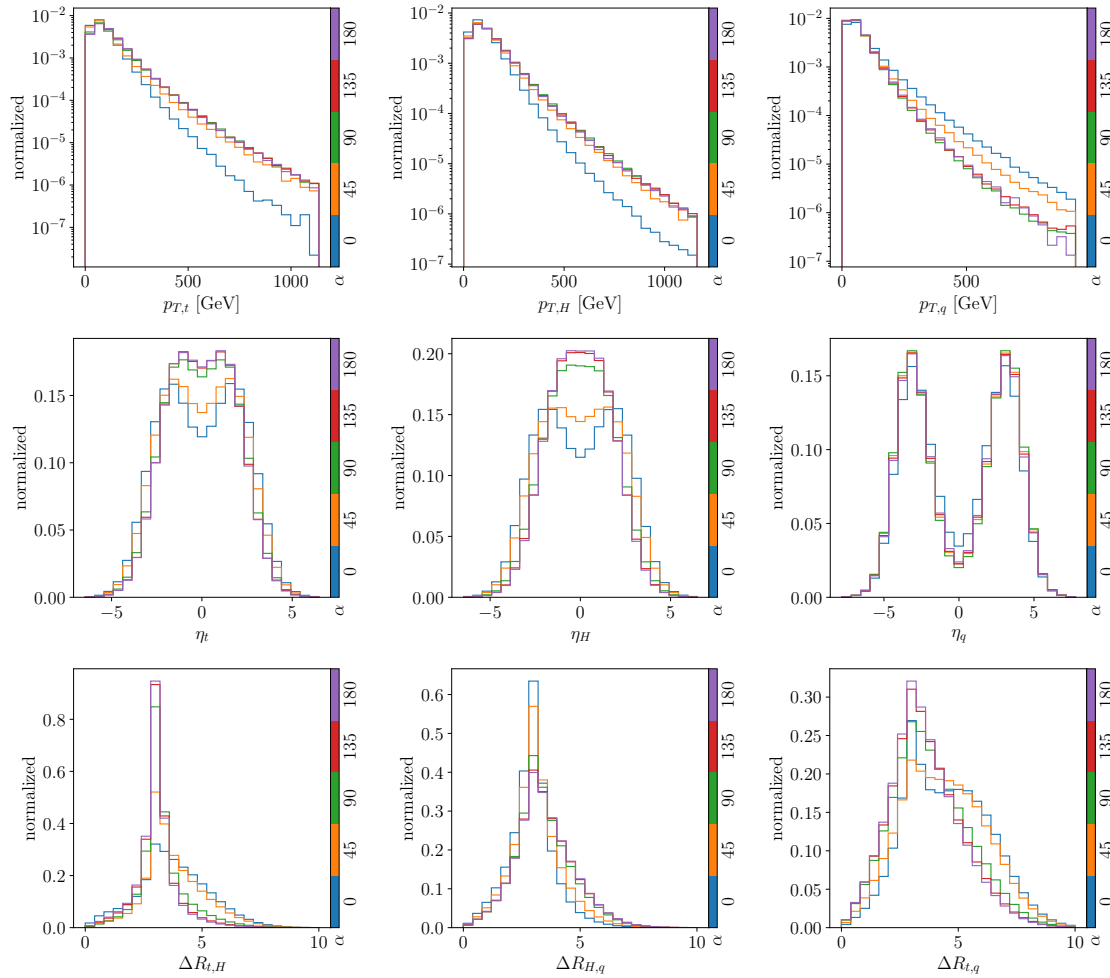 10⁻² 10⁻³ 10⁻⁴ 10⁻⁵ 10⁻⁶ 10⁻⁷
normalized
0 500 1000
p_{T,t} [GeV]
0 45 90 135 180
α
10⁻² 10⁻³ 10⁻⁴ 10⁻⁵ 10⁻⁶ 10⁻⁷
normalized
0 500 1000
p_{T,H} [GeV]
0 45 90 135 180
α
10⁻² 10⁻³ 10⁻⁴ 10⁻⁵ 10⁻⁶ 10⁻⁷
normalized
500
p_{T,q} [GeV]
0 45 90 135 180
α
0.15 0.10 0.05 0.00
normalized
−5 0 5
η_t
0 45 90 135 180
α
0.20 0.15 0.10 0.05 0.00
normalized
−5 0 5
η_H
0 45 90 135 180
α
0.15 0.10 0.05 0.00
normalized
−5 0 5
η_q
0 45 90 135 180
α
0.8 0.6 0.4 0.2 0.0
normalized
0 5 10
ΔR_{t,H}
0 45 90 135 180
α
0.6 0.5 0.4 0.3 0.2 0.1 0.0
normalized
0 5 10
ΔR_{H,q}
0 45 90 135 180
α
0.30 0.25 0.20 0.15 0.10 0.05 0.00
normalized
0 5 10
ΔR_{t,q}
0 45 90 135 180
α